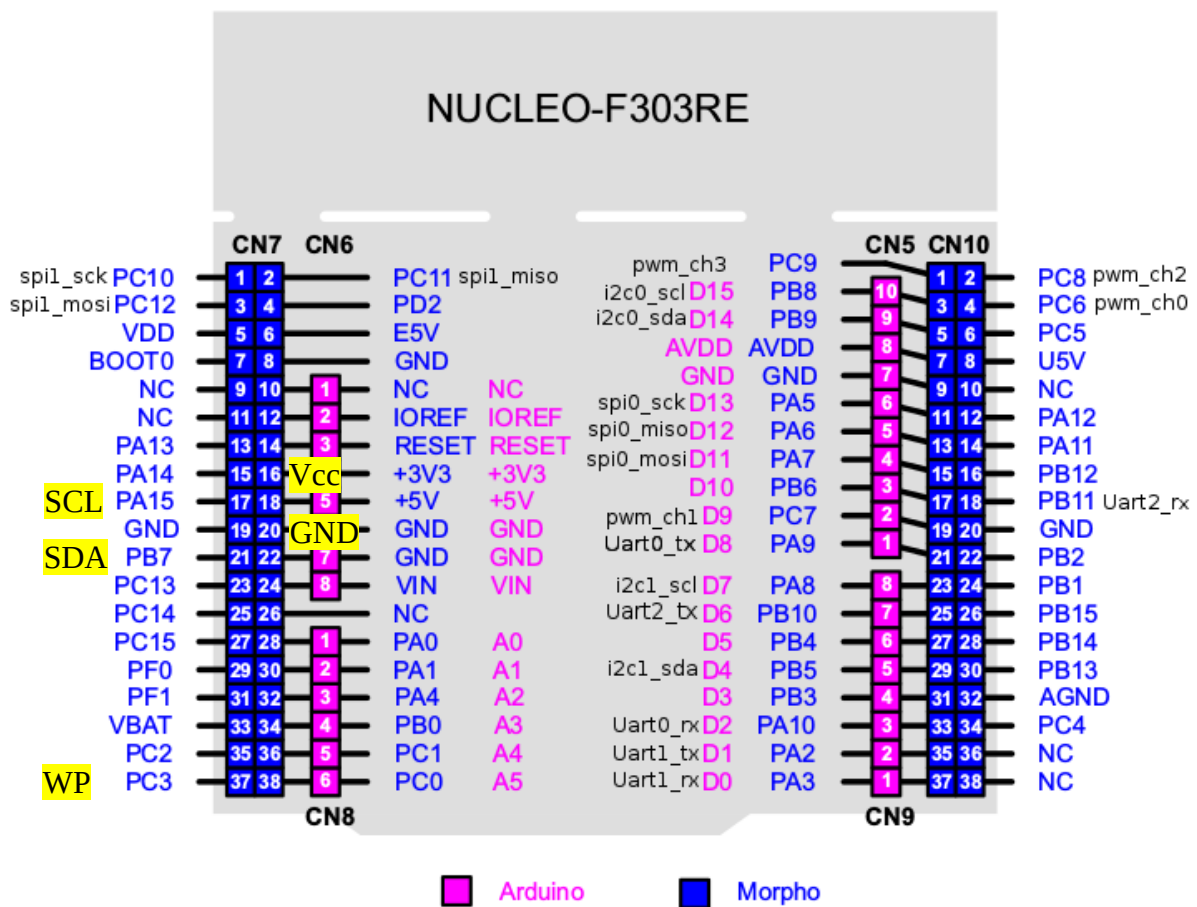 NUCLEO-F303RE
CN7 CN6 CN5 CN10
spi1_sck PC10 1 2 PC11 spi1_miso pwm_ch3 PC9 1 2 PC8 pwm_ch2
spi1_mosi PC12 3 4 PD2 i2c0_scl D15 PB8 10 3 4 PC6 pwm_ch0
VDD 5 6 E5V i2c0_sda D14 PB9 9 5 6 PC5
BOOT0 7 8 GND AVDD AVDD 8 7 8 U5V
NC 9 10 1 NC NC GND GND 7 9 10 NC
NC 11 12 2 IOREF IOREF spi0_sck D13 PA5 6 11 12 PA12
PA13 13 14 3 RESET RESET spi0_miso D12 PA6 5 13 14 PA11
PA14 15 16 Vcc +3V3 +3V3 spi0_mosi D11 PA7 4 15 16 PB12
SCL PA15 17 18 5 +5V +5V D10 PB6 3 17 18 PB11 Uart2_rx
GND 19 20 GND GND GND pwm_ch1 D9 PC7 2 19 20 GND
SDA PB7 21 22 7 GND GND Uart0_tx D8 PA9 1 21 22 PB2
PC13 23 24 8 VIN VIN i2c1_scl D7 PA8 8 23 24 PB1
PC14 25 26 NC Uart2_tx D6 PB10 7 25 26 PB15
PC15 27 28 1 PA0 A0 D5 PB4 6 27 28 PB14
PF0 29 30 2 PA1 A1 i2c1_sda D4 PB5 5 29 30 PB13
PF1 31 32 3 PA4 A2 D3 PB3 4 31 32 AGND
VBAT 33 34 4 PB0 A3 Uart0_rx D2 PA10 3 33 34 PC4
PC2 35 36 5 PC1 A4 Uart1_tx D1 PA2 2 35 36 NC
WP PC3 37 38 6 PC0 A5 Uart1_rx D0 PA3 1 37 38 NC
CN8 CN9
Arduino Morpho